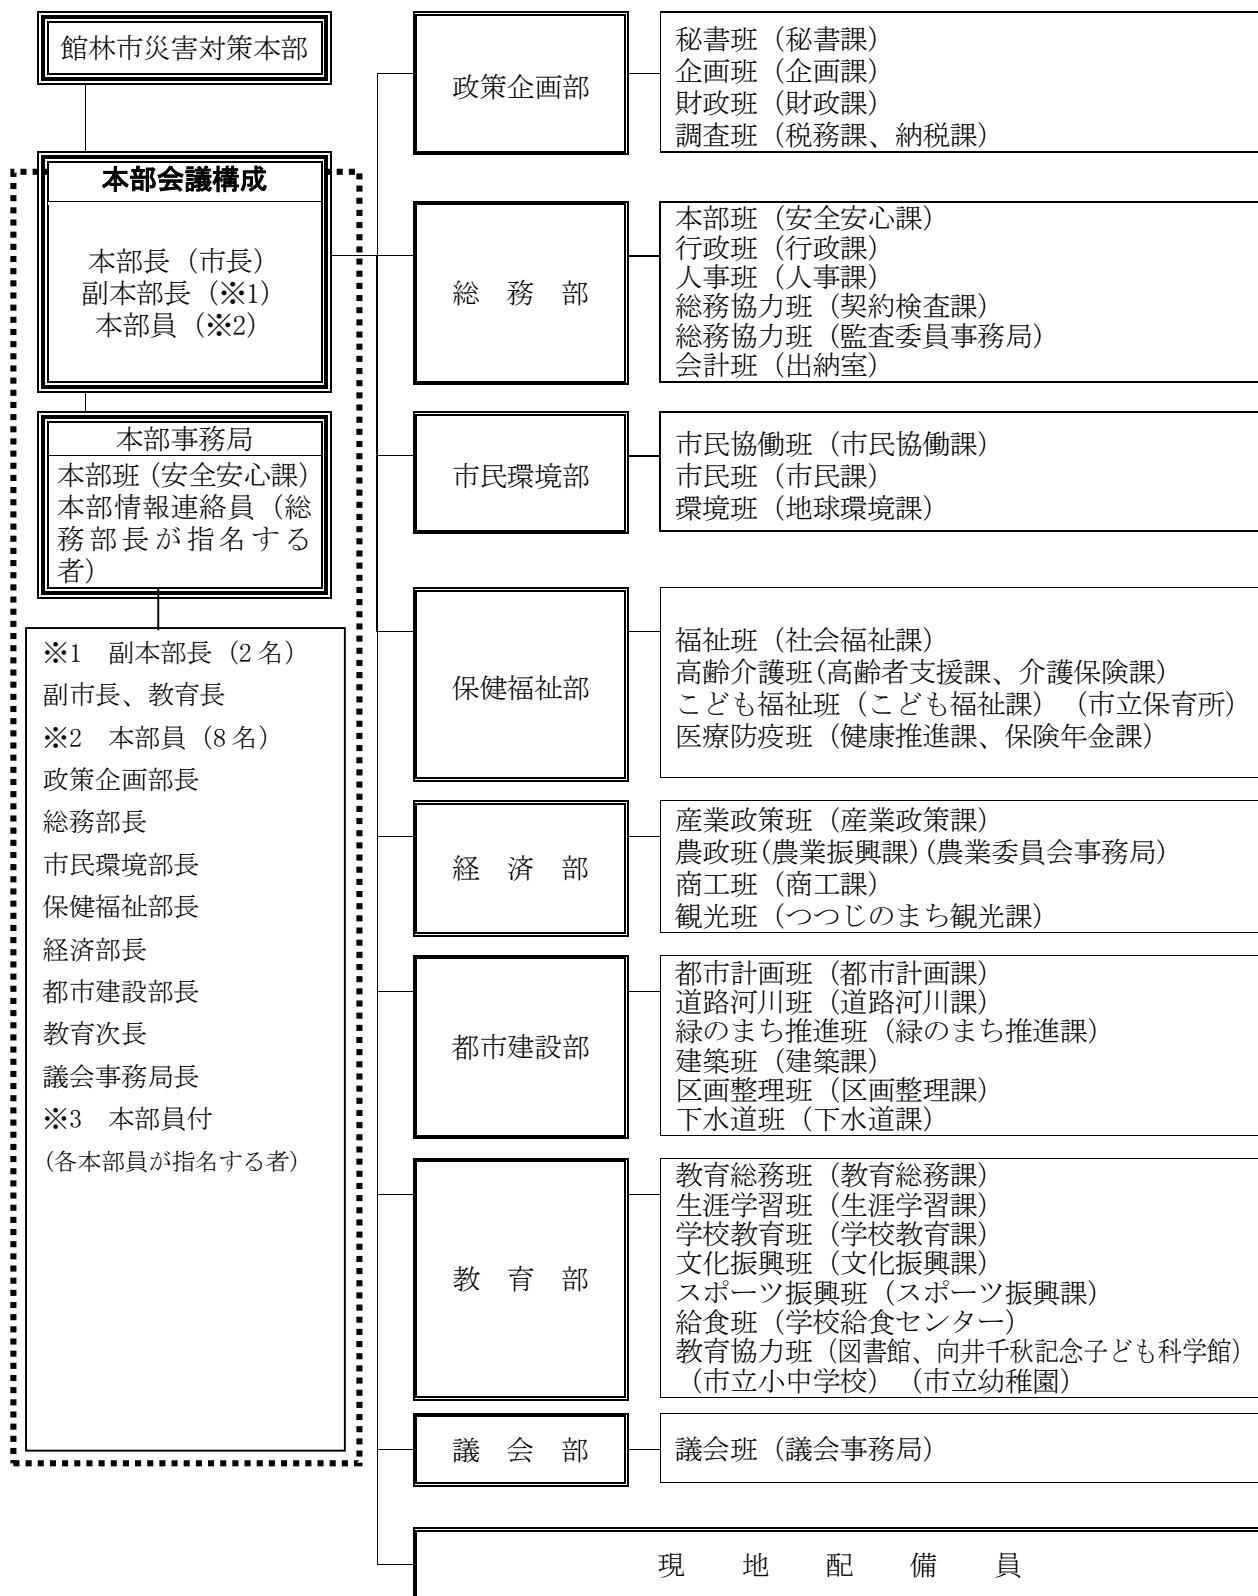 館林市災害対策本部
本部会議構成
本部長（市長）
副本部長（※1）
本部員（※2）
本部事務局
本部班（安全安心課）
本部情報連絡員（総
務部長が指名する
者）
※1　副本部長（2名）
副市長、教育長
※2　本部員（8名）
政策企画部長
総務部長
市民環境部長
保健福祉部長
経済部長
都市建設部長
教育次長
議会事務局長
※3　本部員付
（各本部員が指名する者）
政策企画部
秘書班（秘書課）
企画班（企画課）
財政班（財政課）
調査班（税務課、納税課）
総　務　部
本部班（安全安心課）
行政班（行政課）
人事班（人事課）
総務協力班（契約検査課）
総務協力班（監査委員事務局）
会計班（出納室）
市民環境部
市民協働班（市民協働課）
市民班（市民課）
環境班（地球環境課）
保健福祉部
福祉班（社会福祉課）
高齢介護班(高齢者支援課、介護保険課)
こども福祉班（こども福祉課）（市立保育所）
医療防疫班（健康推進課、保険年金課）
経　済　部
産業政策班（産業政策課）
農政班(農業振興課)(農業委員会事務局)
商工班（商工課）
観光班（つつじのまち観光課）
都市建設部
都市計画班（都市計画課）
道路河川班（道路河川課）
緑のまち推進班（緑のまち推進課）
建築班（建築課）
区画整理班（区画整理課）
下水道班（下水道課）
教　育　部
教育総務班（教育総務課）
生涯学習班（生涯学習課）
学校教育班（学校教育課）
文化振興班（文化振興課）
スポーツ振興班（スポーツ振興課）
給食班（学校給食センター）
教育協力班（図書館、向井千秋記念子ども科学館）
（市立小中学校）（市立幼稚園）
議　会　部
議会班（議会事務局）
現　地　配　備　員